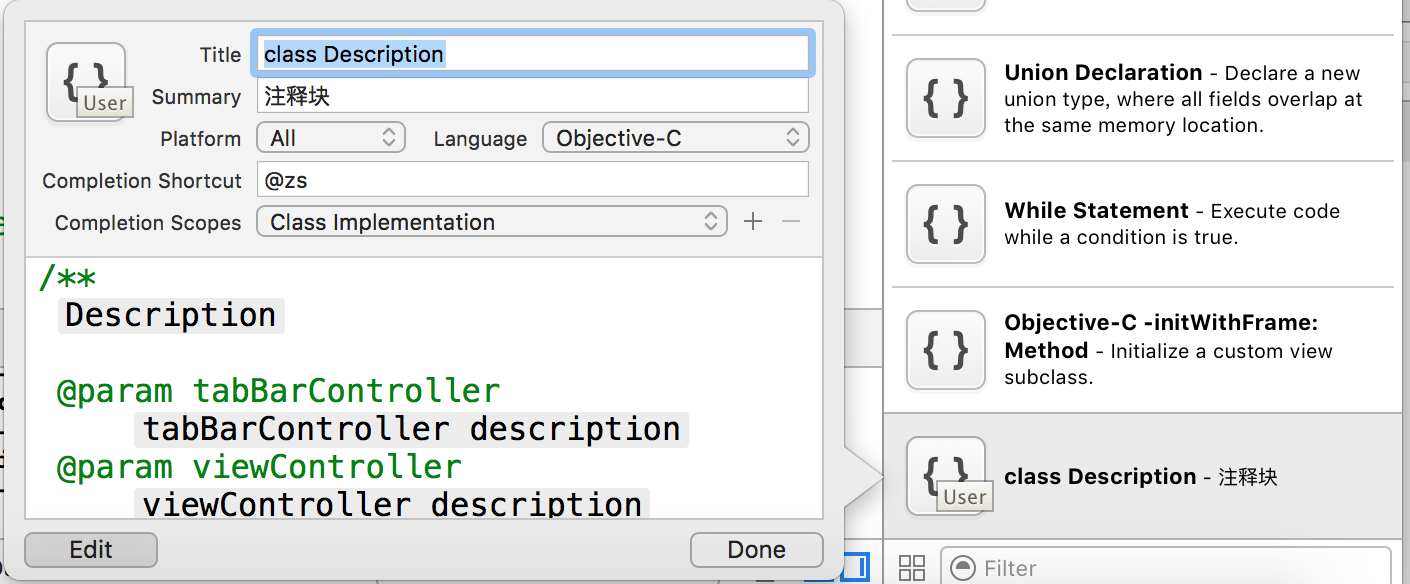 Title class Description
User
Summary 注释块
Platform All Language Objective-C
Completion Shortcut @zs
Completion Scopes Class Implementation
/**
Description
@param tabBarController
tabBarController description
@param viewController
viewController description
Edit Done
Union Declaration - Declare a new
union type, where all fields overlap at
the same memory location.
While Statement - Execute code
while a condition is true.
Objective-C -initWithFrame:
Method - Initialize a custom view
subclass.
class Description - 注释块
User
Filter